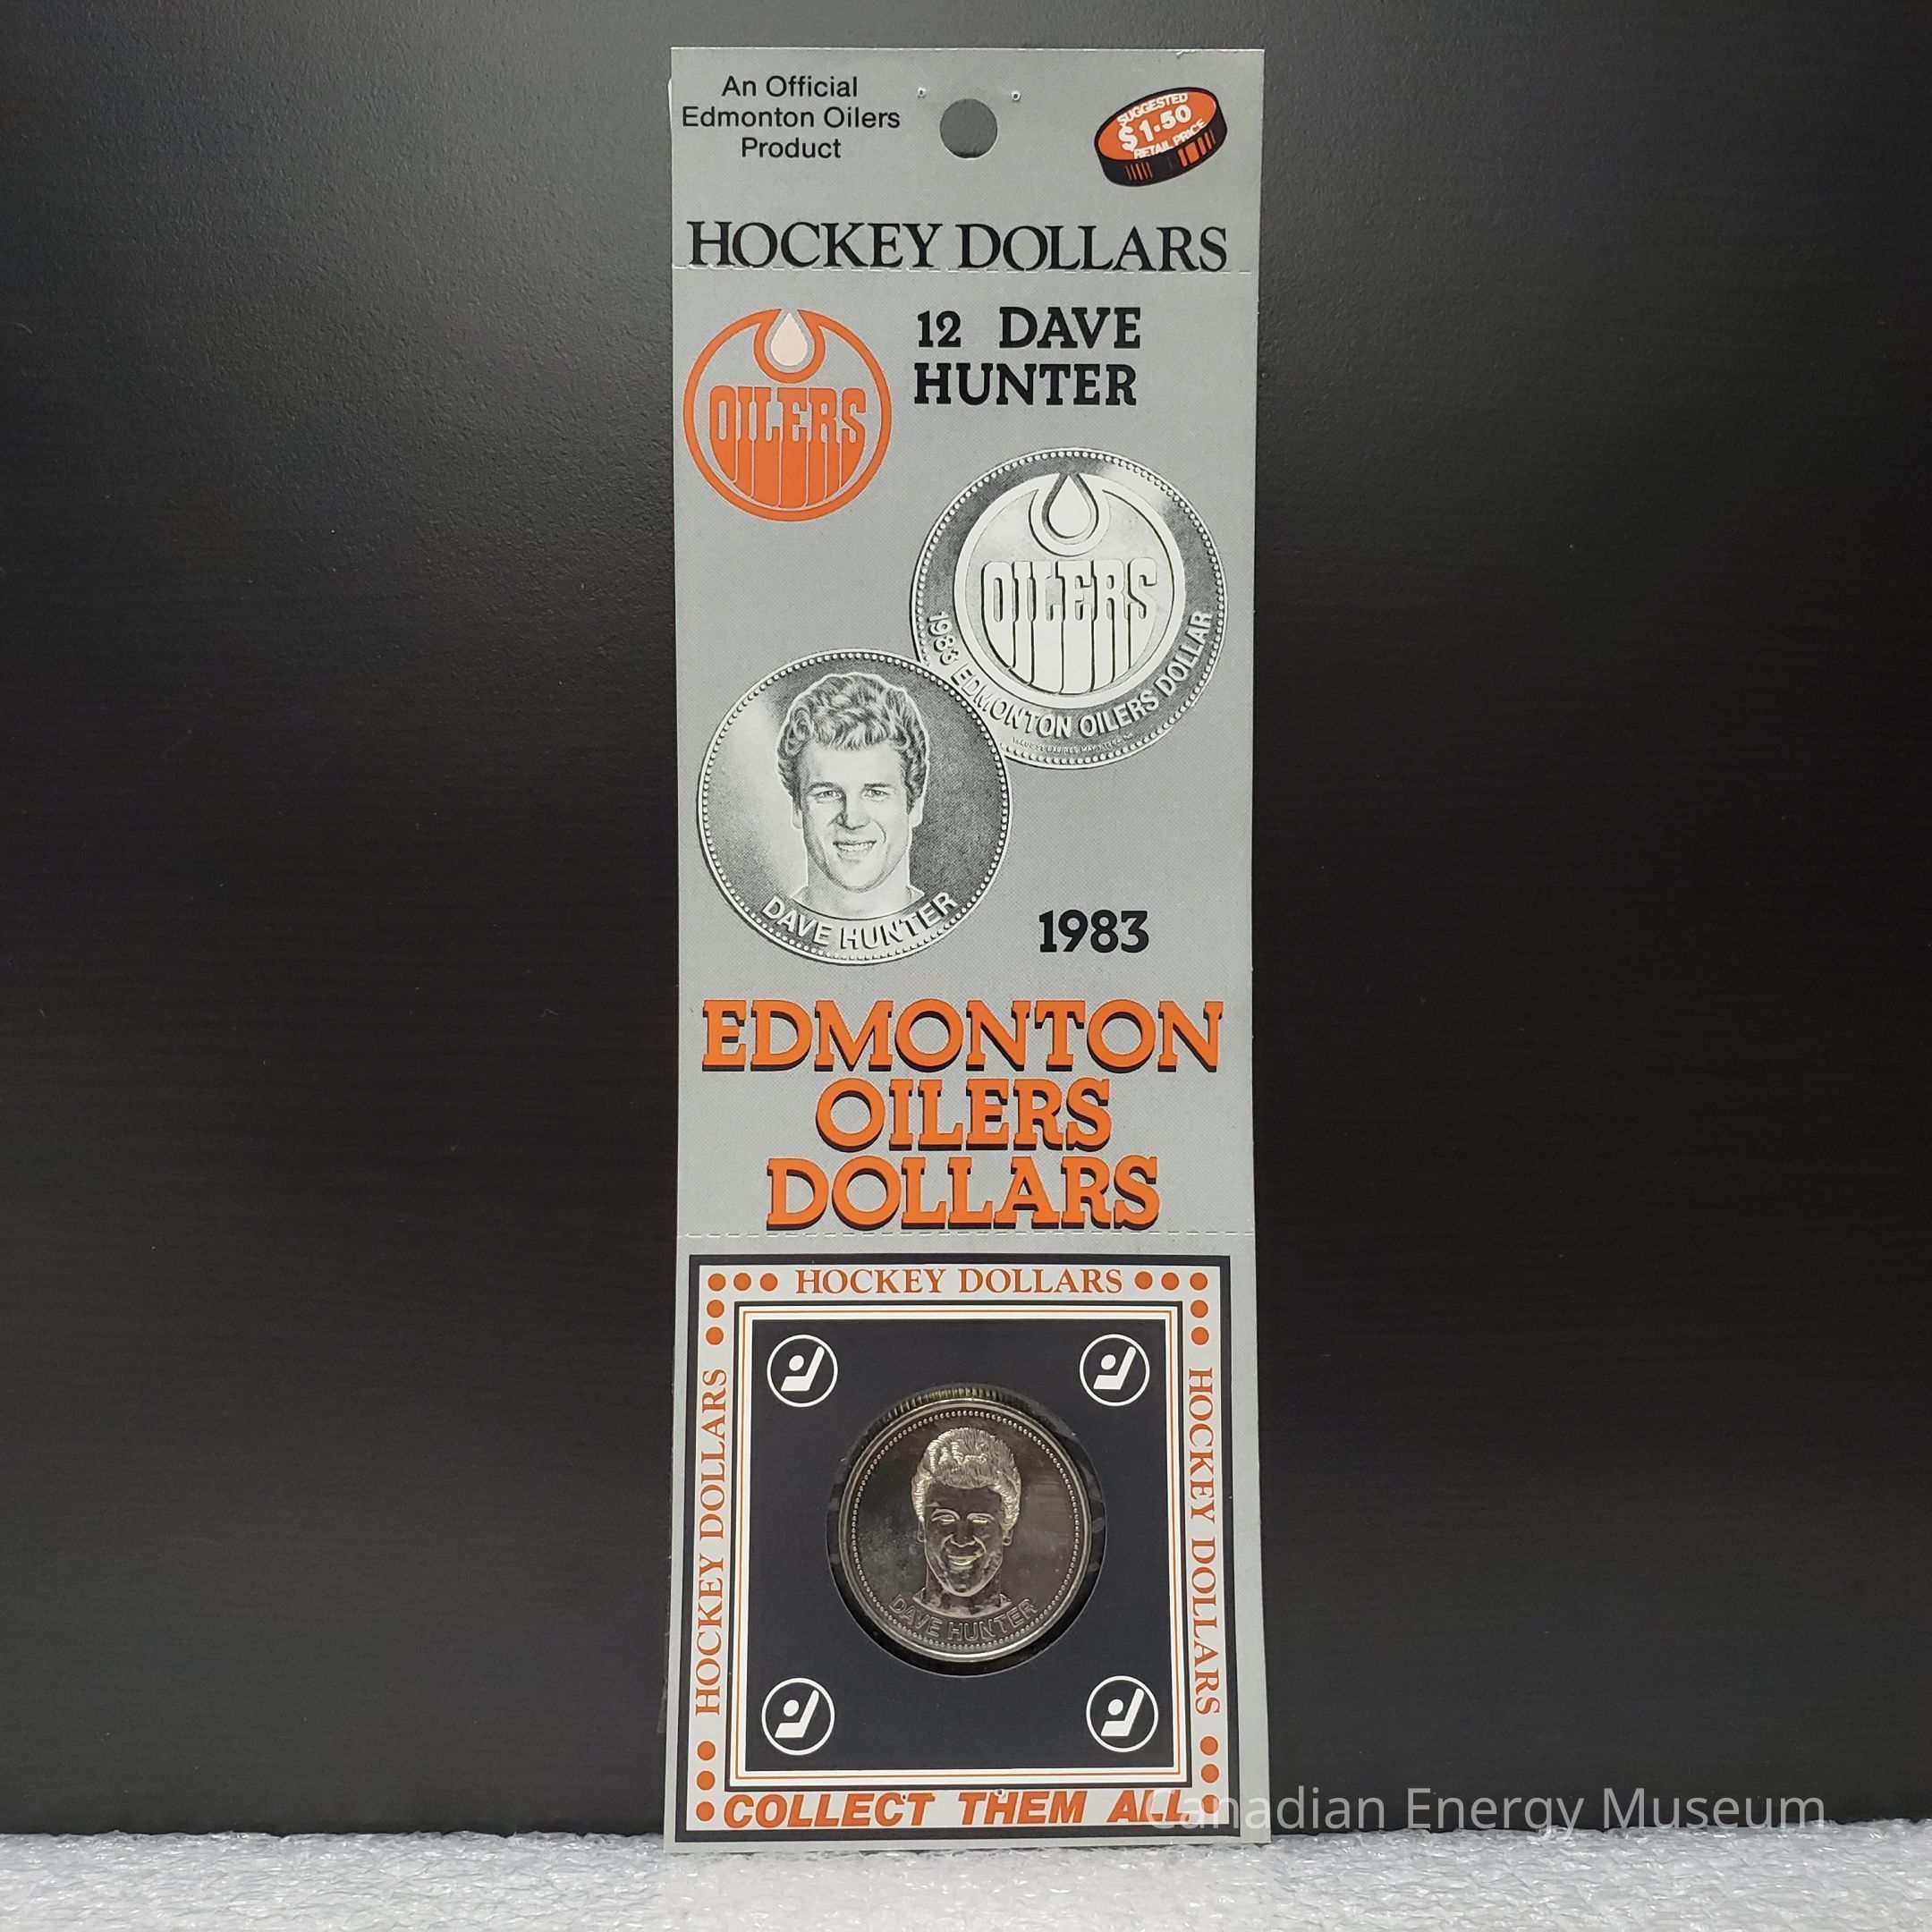 An Official
Edmonton Oilers
Product
SUGGESTED
$1.50
RETAIL PRICE
HOCKEY DOLLARS
OILERS
12 DAVE
HUNTER
OILERS
1983 EDMONTON OILERS DOLLAR
DAVE HUNTER
1983
EDMONTON
OILERS
DOLLARS
HOCKEY DOLLARS
HOCKEY DOLLARS
HOCKEY DOLLARS
DAVE HUNTER
COLLECT THEM ALL
Canadian Energy Museum